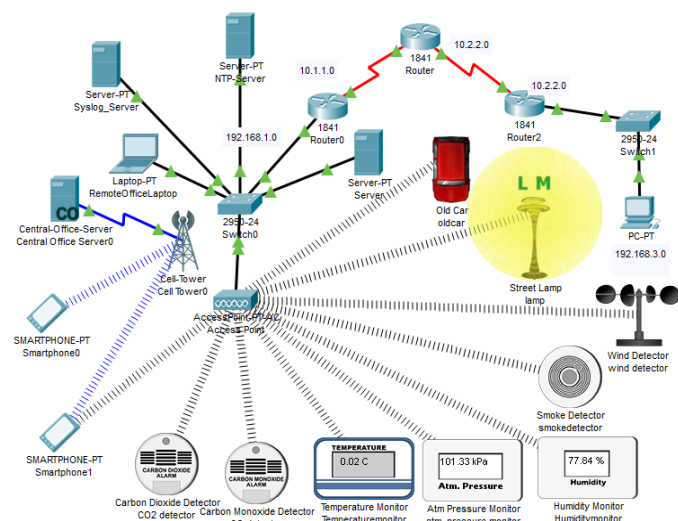 1841
Router
10.2.2.0
Server-PT
NTP-Server
10.1.1.0
10.2.2.0
Server-PT
Syslog_Server
1841
Router2
1841
Router0
192.168.1.0
2950-24
Switch1
Laptop-PT
RemoteOfficeLaptop
Server-PT
Server
L M
CO
Old Car
oldcar
2950-24
Switch0
Central-Office-Server
Central Office Server0
PC-PT
192.168.3.0
Cell-Tower
Cell Tower0
Street Lamp
lamp
AccessPoint-PT-AC
Access Point
SMARTPHONE-PT
Smartphone0
Wind Detector
wind detector
Smoke Detector
smokedetector
SMARTPHONE-PT
Smartphone1
CARBON DIOXIDE
ALARM
CARBON MONOXIDE
ALARM
TEMPERATURE
0.02 C
101.33 kPa
Atm. Pressure
77.84 %
Humidity
Carbon Dioxide Detector
CO2 detector
Carbon Monoxide Detector
Temperature Monitor
Temperaturemonitor
Atm Pressure Monitor
atm pressure monitor
Humidity Monitor
Humiditymonitor